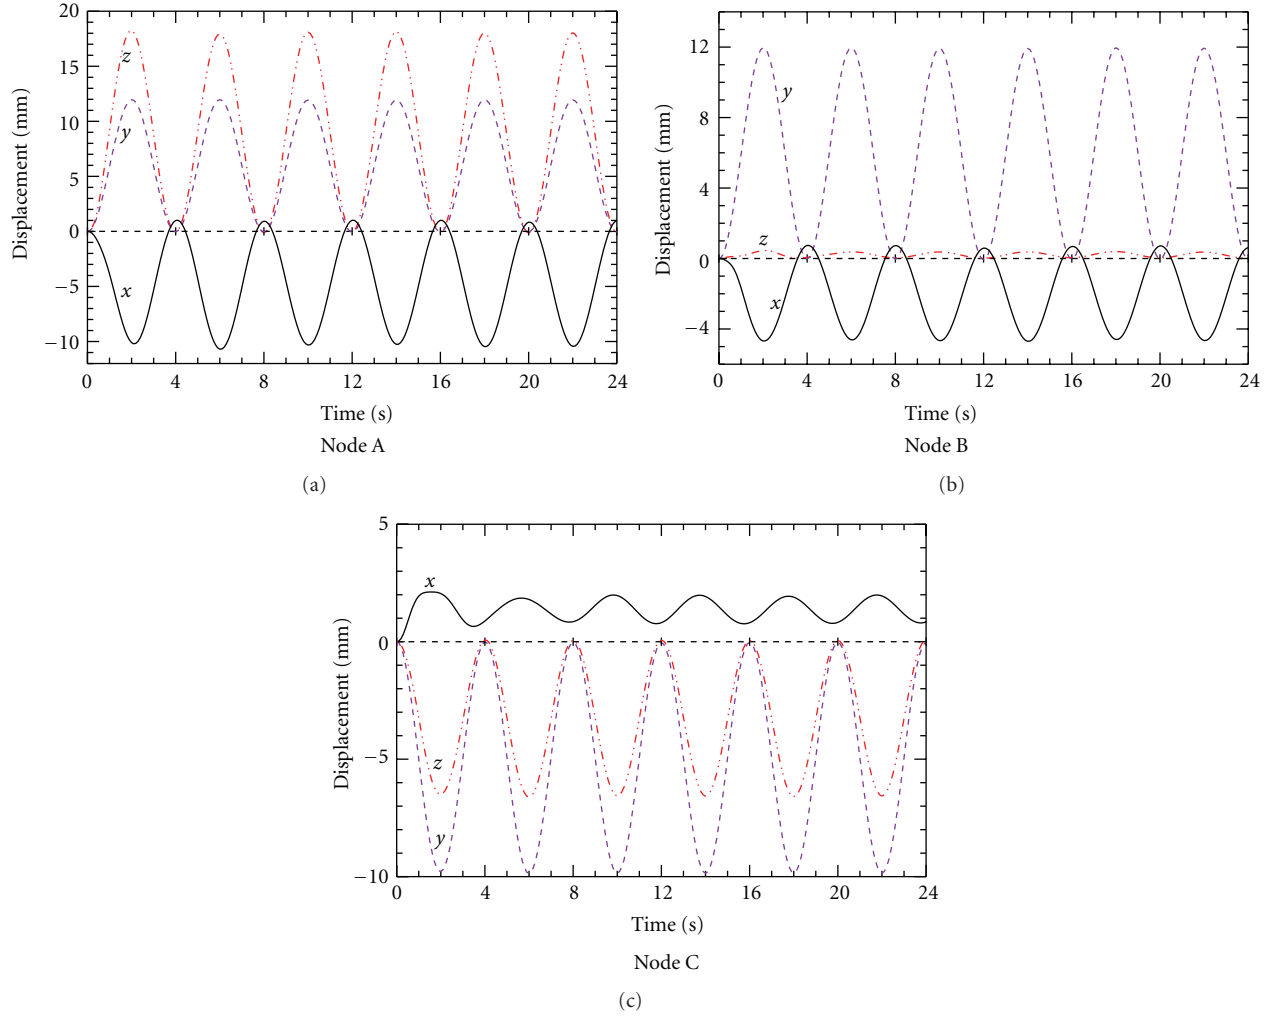 20
15
10
5
0
−5
−10
Displacement (mm)
z
y
x
0 4 8 12 16 20 24
Time (s)
Node A
(a)
12
8
4
0
−4
Displacement (mm)
y
z
x
0 4 8 12 16 20 24
Time (s)
Node B
(b)
5
0
−5
−10
Displacement (mm)
x
z
y
0 4 8 12 16 20 24
Time (s)
Node C
(c)